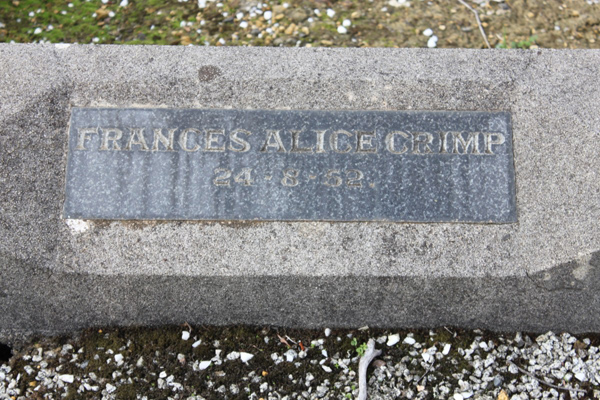 FRANCES ALICE CRIMP
24-8-52.